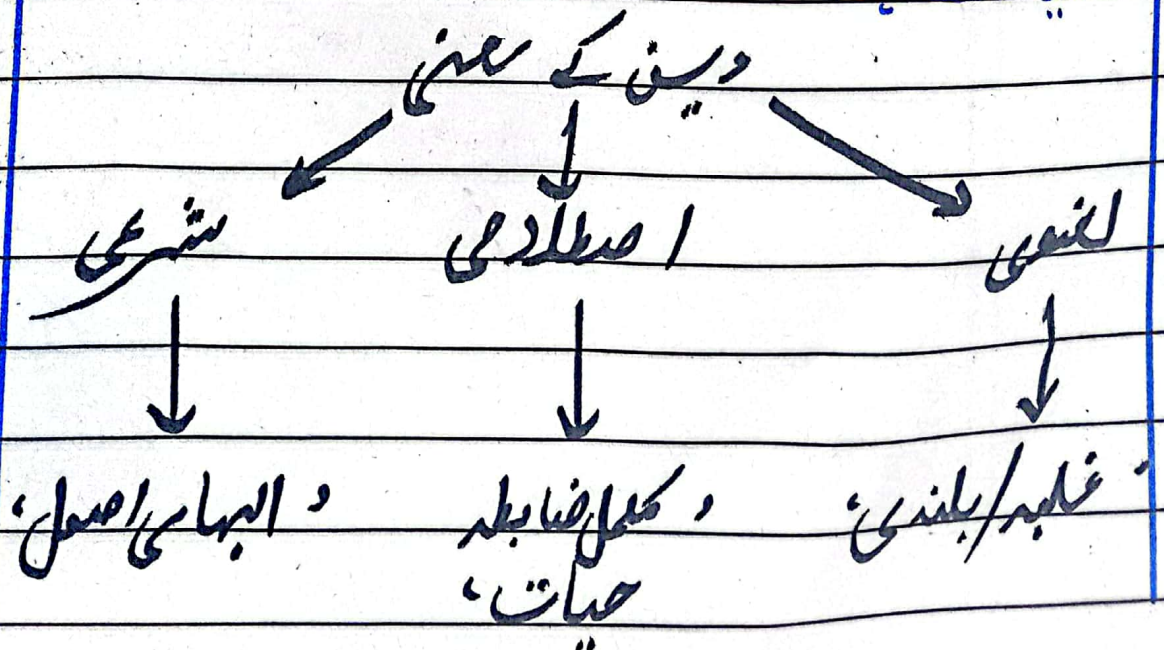 دین کے معنی
لغوی اصطلاحی شرعی
‘غلبہ/بلندی’ ‘مکمل ضابطہ ‘الہامی اصول’
حیات’